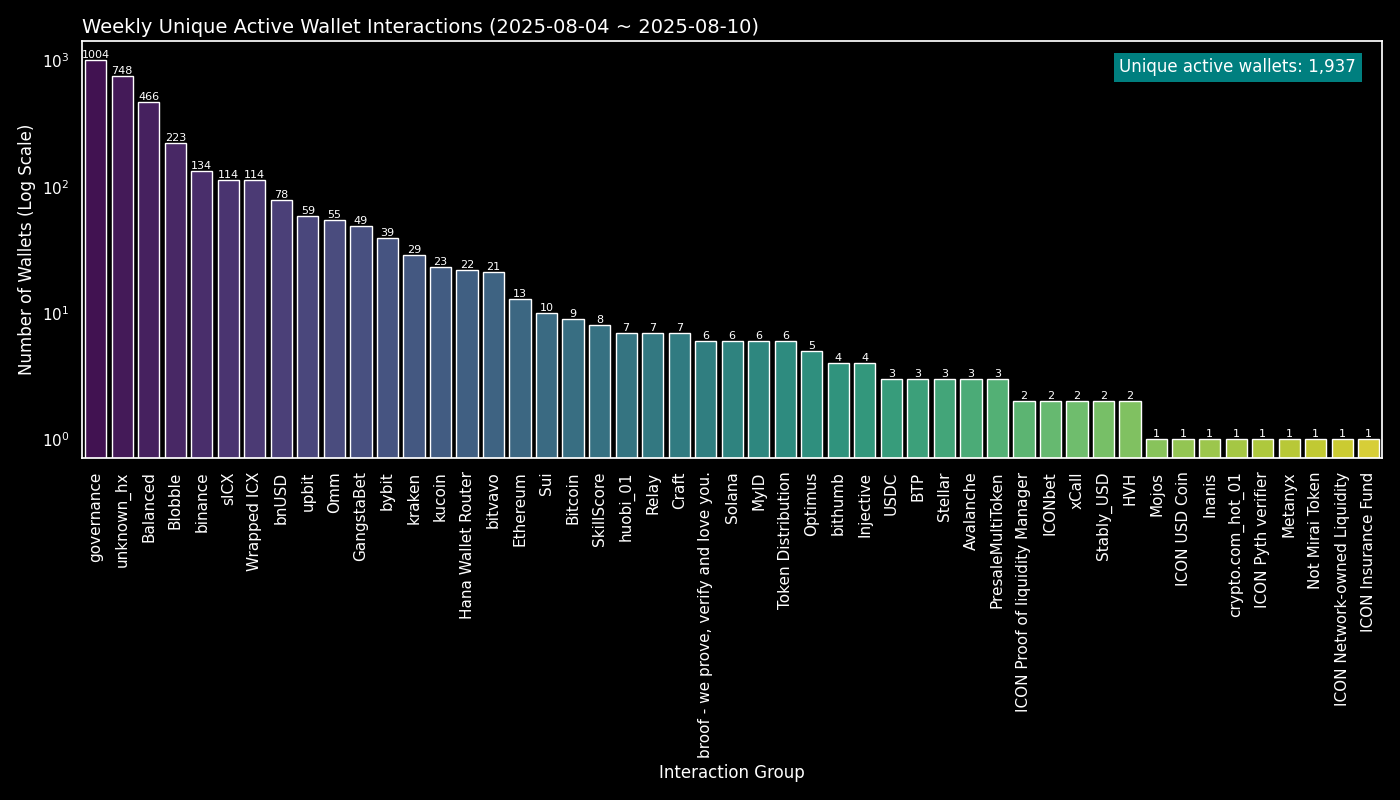 Weekly Unique Active Wallet Interactions (2025-08-04 ~ 2025-08-10)
Unique active wallets: 1,937
Number of Wallets (Log Scale)
10³
10²
10¹
10⁰
1004
748
466
223
134
114
114
78
59
55
49
39
29
23
22
21
13
10
9
8
7
7
7
6
6
6
6
5
4
4
3
3
3
3
3
2
2
2
2
2
1
1
1
1
1
1
1
1
1
governance
unknown_hx
Balanced
Blobble
binance
sICX
Wrapped ICX
bnUSD
upbit
Omm
GangstaBet
bybit
kraken
kucoin
Hana Wallet Router
bitvavo
Ethereum
Sui
Bitcoin
SkillScore
huobi_01
Relay
Craft
broof - we prove, verify and love you.
Solana
MyID
Token Distribution
Optimus
bithumb
Injective
USDC
BTP
Stellar
Avalanche
PresaleMultiToken
ICON Proof of liquidity Manager
ICONbet
xCall
Stably_USD
HVH
Mojos
ICON USD Coin
Inanis
crypto.com_hot_01
ICON Pyth verifier
Metanyx
Not Mirai Token
ICON Network-owned Liquidity
ICON Insurance Fund
Interaction Group